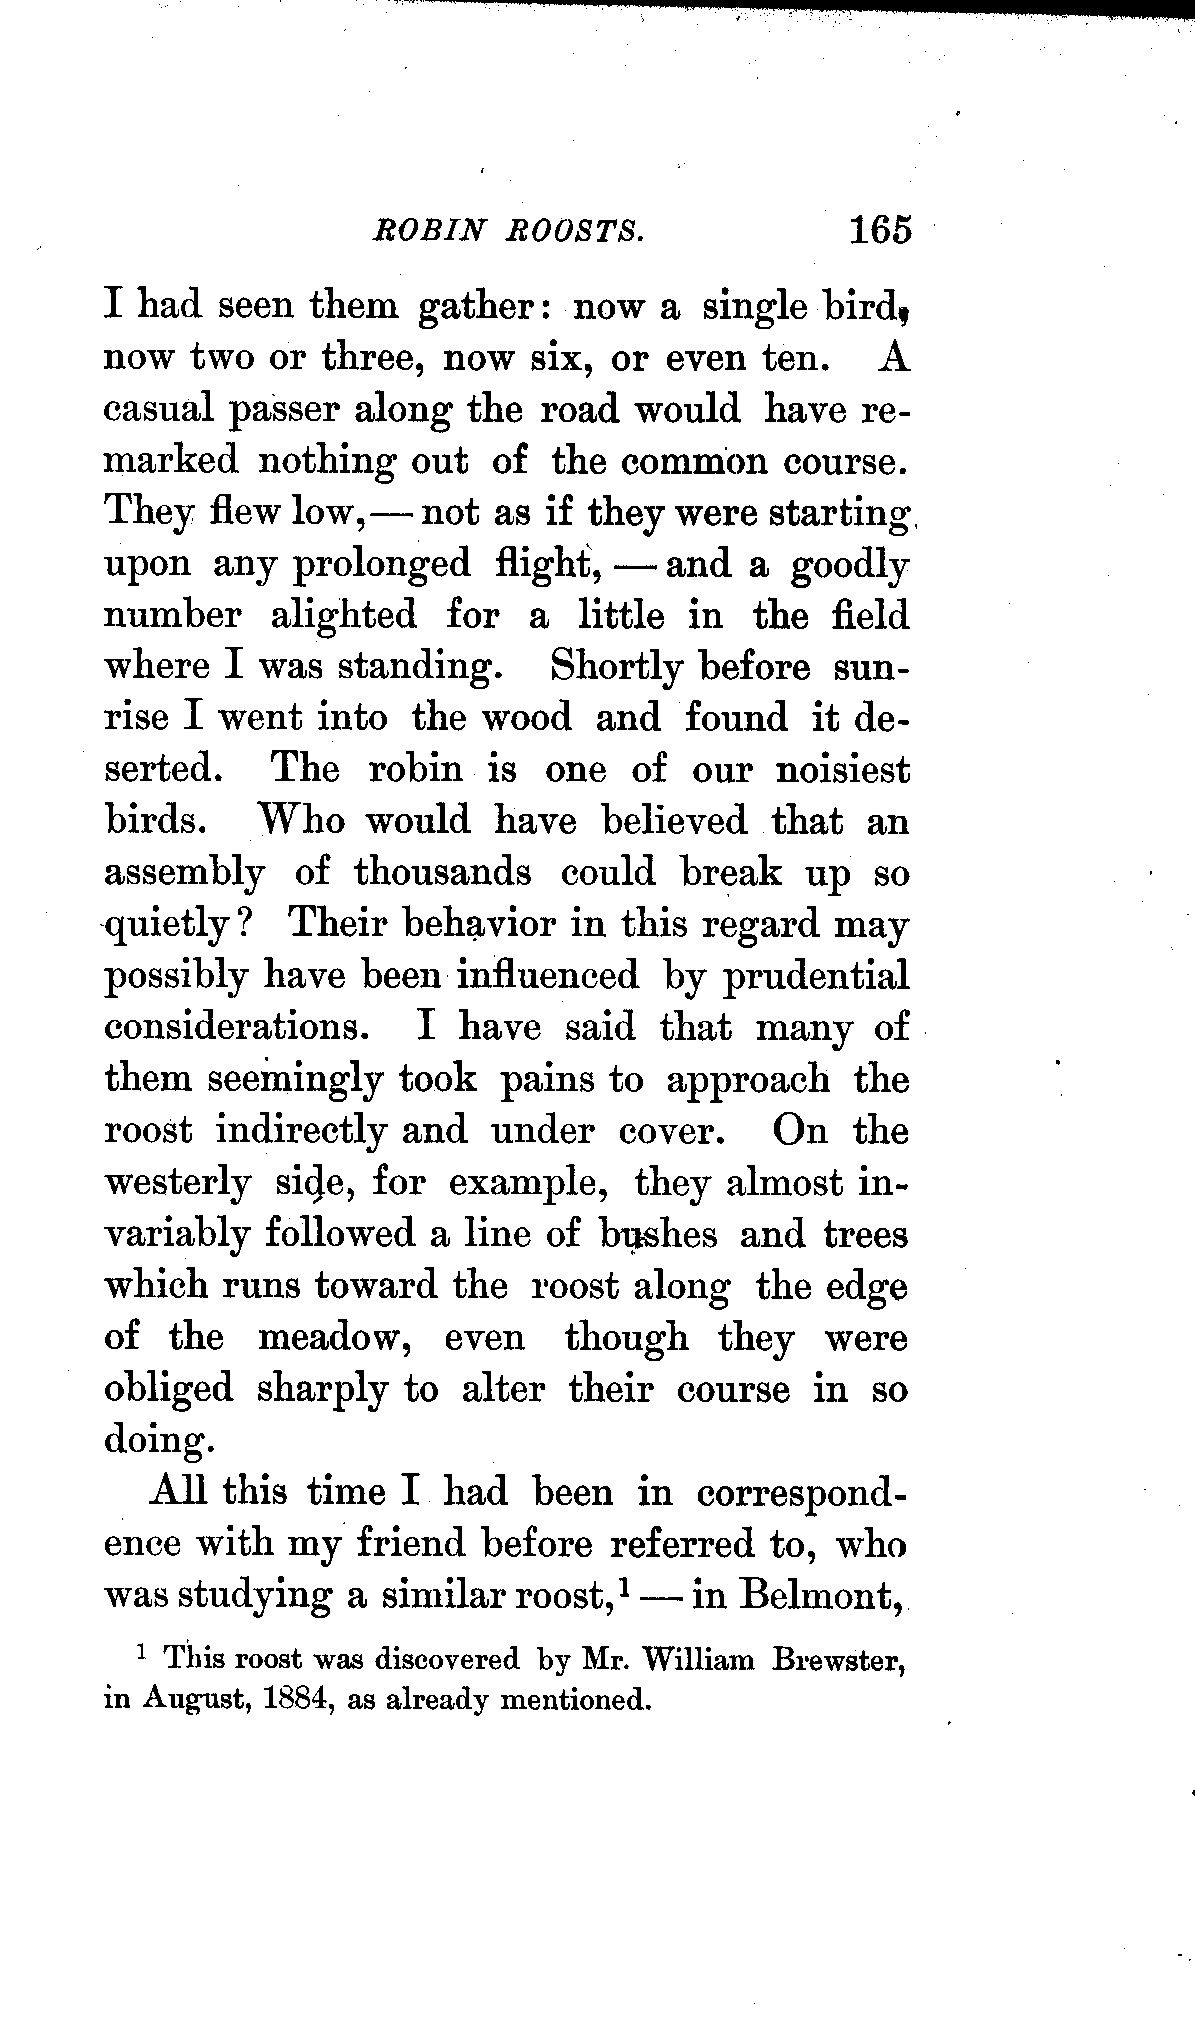 ROBIN ROOSTS. 165
I had seen them gather: now a single bird,
now two or three, now six, or even ten. A
casual passer along the road would have re-
marked nothing out of the common course.
They flew low,— not as if they were starting
upon any prolonged flight, — and a goodly
number alighted for a little in the field
where I was standing. Shortly before sun-
rise I went into the wood and found it de-
serted. The robin is one of our noisiest
birds. Who would have believed that an
assembly of thousands could break up so
quietly? Their behavior in this regard may
possibly have been influenced by prudential
considerations. I have said that many of
them seemingly took pains to approach the
roost indirectly and under cover. On the
westerly side, for example, they almost in-
variably followed a line of bushes and trees
which runs toward the roost along the edge
of the meadow, even though they were
obliged sharply to alter their course in so
doing.
All this time I had been in correspond-
ence with my friend before referred to, who
was studying a similar roost,¹ — in Belmont,
¹ This roost was discovered by Mr. William Brewster,
in August, 1884, as already mentioned.